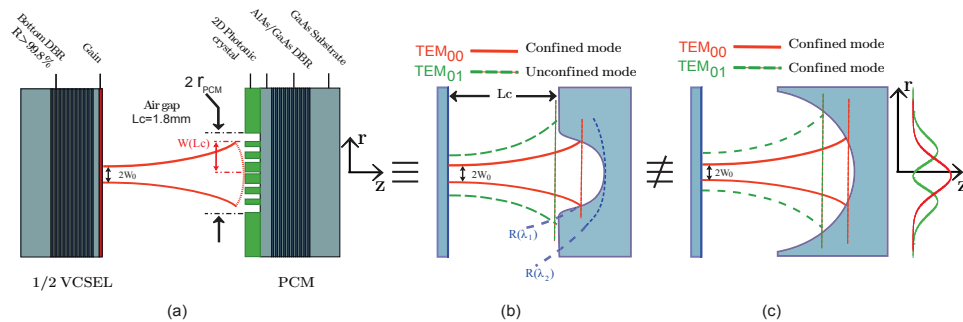 Bottom DBR
R > 99.8%
Gain
2D Photonic
crystal
AlAs/GaAs DBR
GaAs Substrate
2 rPCM
Air gap
Lc=1.8mm
W(Lc)
2W0
r
z
1/2 VCSEL
PCM
(a)
≡
TEM00
Confined mode
TEM01
Unconfined mode
Lc
2W0
R(λ1)
R(λ2)
(b)
≠
TEM00
Confined mode
TEM01
Confined mode
2W0
r
z
(c)